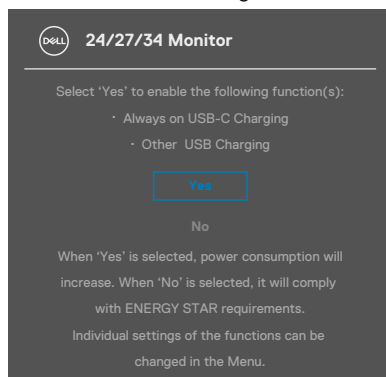 DELL
24/27/34 Monitor
Select ‘Yes’ to enable the following function(s):
· Always on USB-C Charging
· Other USB Charging
Yes
No
When ‘Yes’ is selected, power consumption will
increase. When ‘No’ is selected, it will comply
with ENERGY STAR requirements.
Individual settings of the functions can be
changed in the Menu.